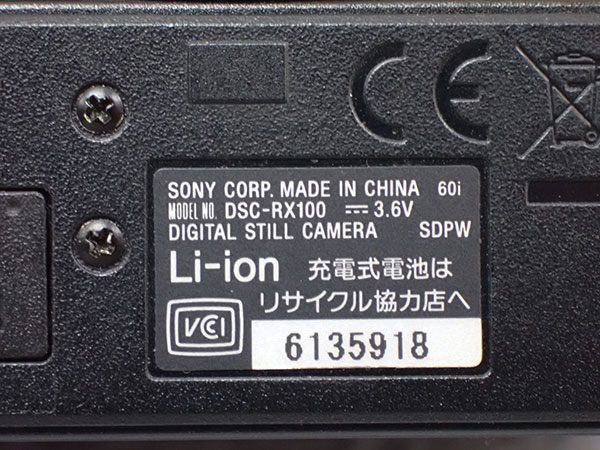 CE
SONY CORP. MADE IN CHINA 60i
MODEL NO. DSC-RX100 ⎓ 3.6V
DIGITAL STILL CAMERA SDPW
Li-ion 充電式電池は
リサイクル協力店へ
VCI
6135918